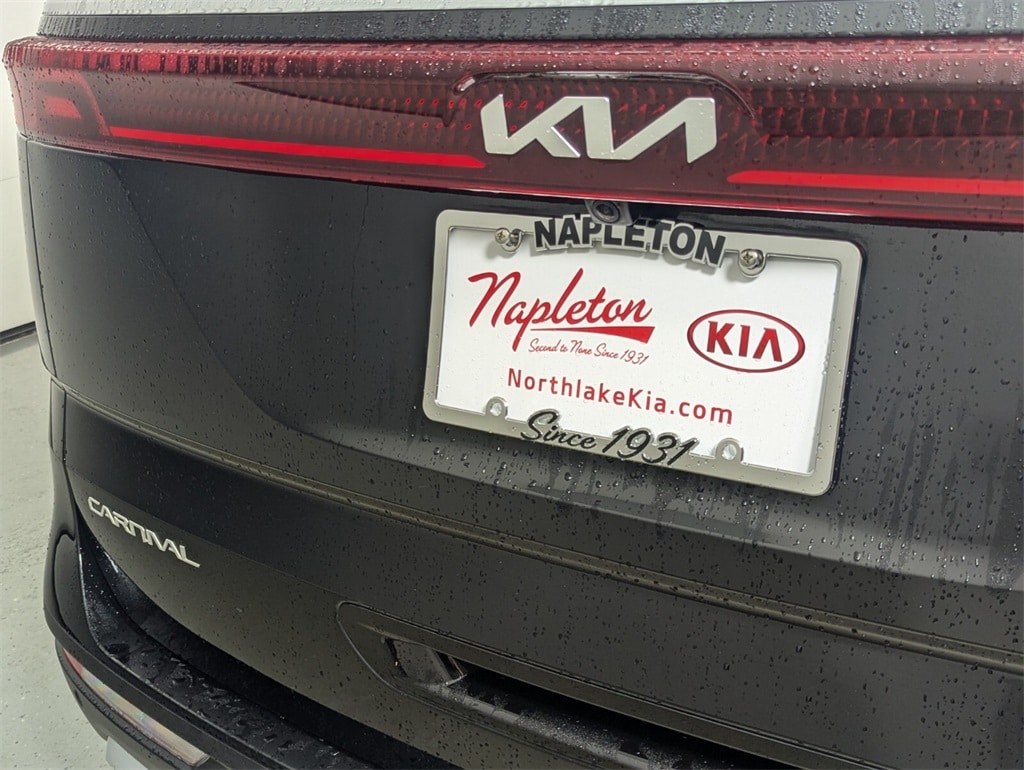 KIA
NAPLETON
Napleton
Second to None Since 1931
KIA
NorthlakeKia.com
Since 1931
CARNIVAL